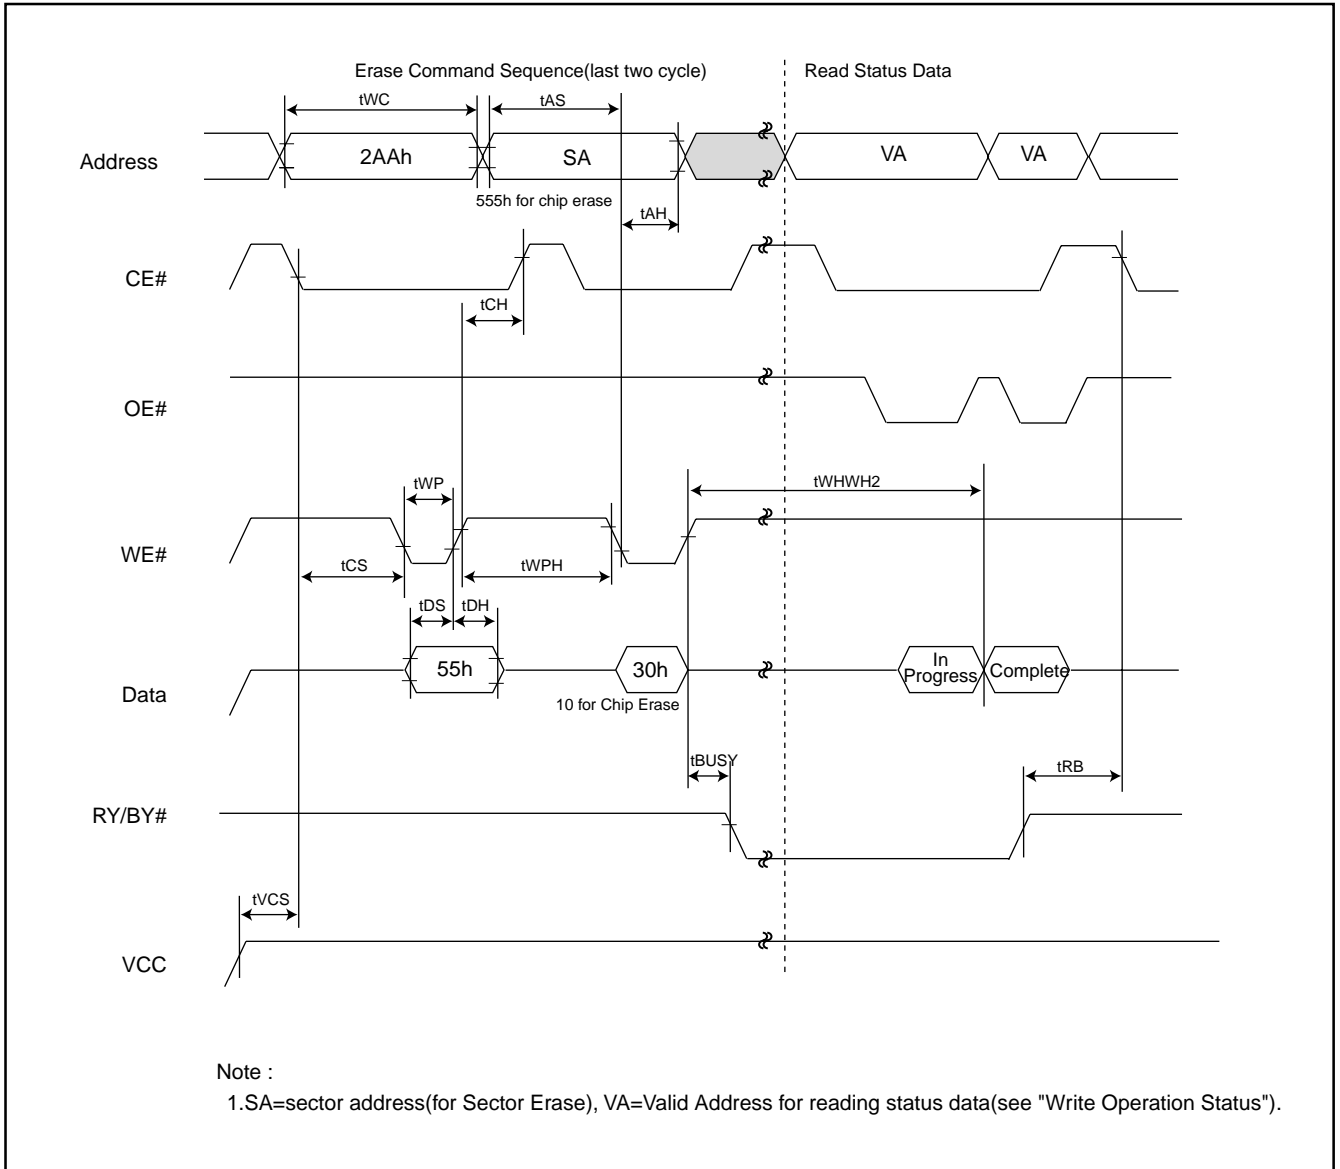 Erase Command Sequence(last two cycle)
Read Status Data
tWC
tAS
Address
2AAh
SA
VA
VA
555h for chip erase
tAH
CE#
tCH
OE#
tWP
tWHWH2
WE#
tCS
tWPH
tDS
tDH
Data
55h
30h
In
Progress
Complete
10 for Chip Erase
tBUSY
tRB
RY/BY#
tVCS
VCC
Note :
1.SA=sector address(for Sector Erase), VA=Valid Address for reading status data(see "Write Operation Status").